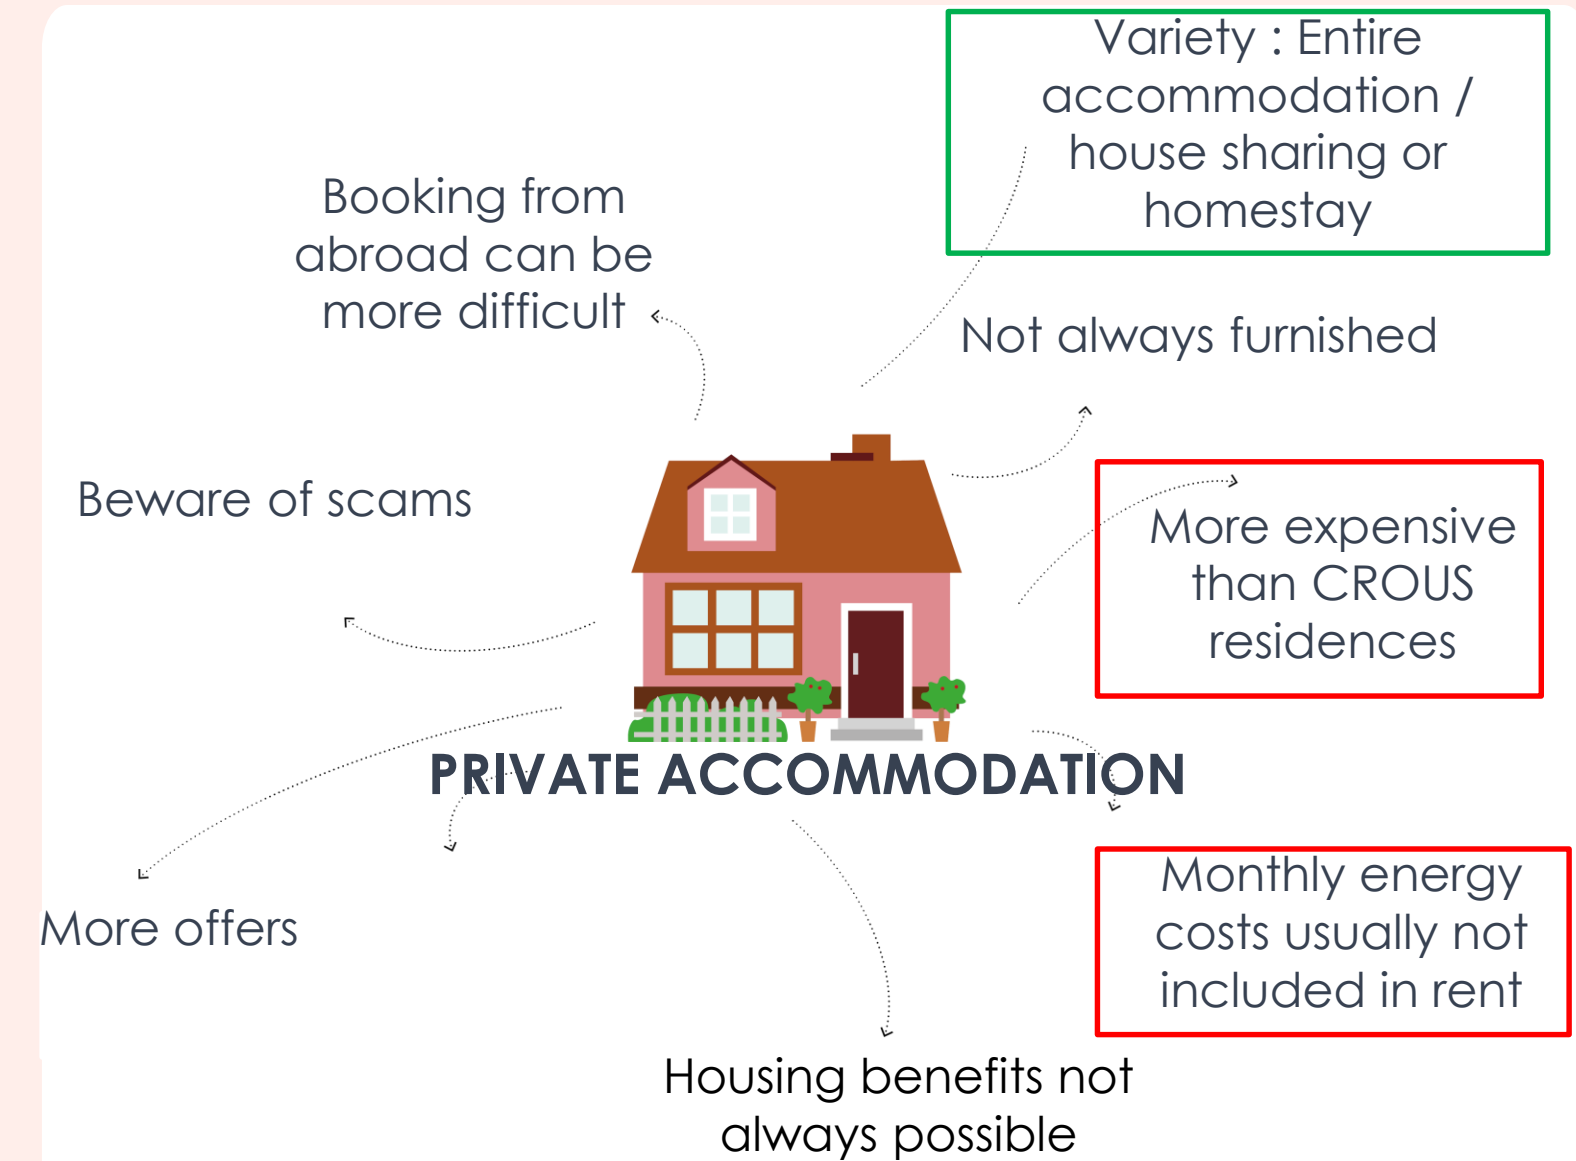 Variety : Entire
accommodation /
house sharing or
homestay
Booking from
abroad can be
more difficult
Not always furnished
Beware of scams
More expensive
than CROUS
residences
PRIVATE ACCOMMODATION
More offers
Monthly energy
costs usually not
included in rent
Housing benefits not
always possible